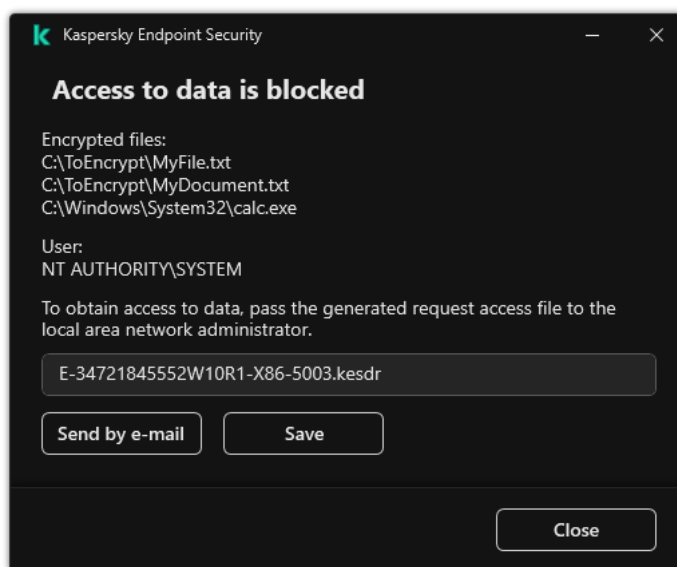 Kaspersky Endpoint Security
Access to data is blocked
Encrypted files:
C:\ToEncrypt\MyFile.txt
C:\ToEncrypt\MyDocument.txt
C:\Windows\System32\calc.exe
User:
NT AUTHORITY\SYSTEM
To obtain access to data, pass the generated request access file to the
local area network administrator.
E-34721845552W10R1-X86-5003.kesdr
Send by e-mail
Save
Close